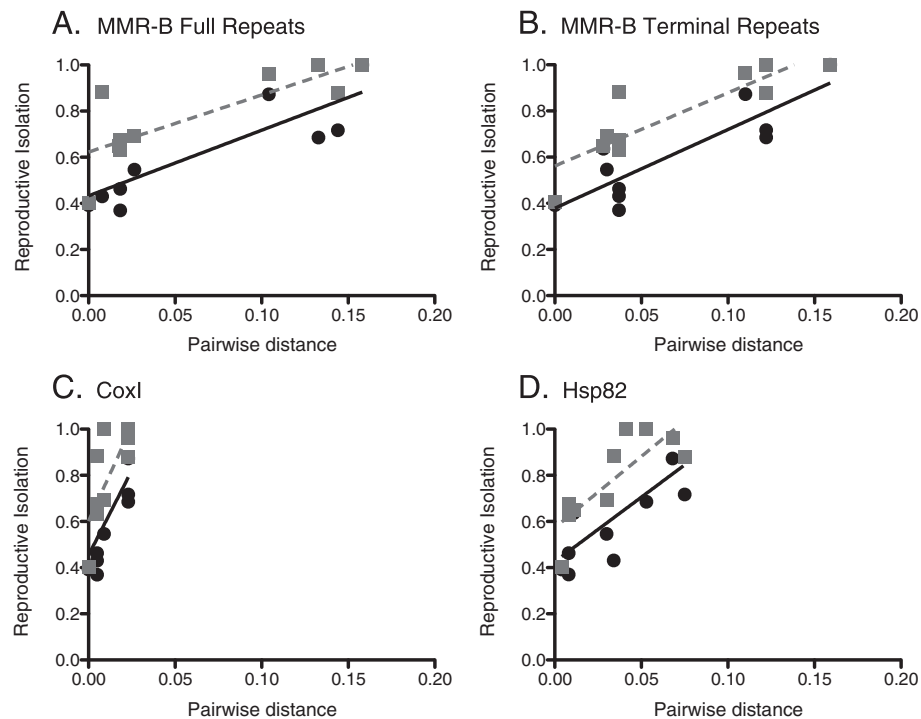 A. MMR-B Full Repeats
Reproductive Isolation
1.0
0.8
0.6
0.4
0.2
0.0
0.00 0.05 0.10 0.15 0.20
Pairwise distance
B. MMR-B Terminal Repeats
Reproductive Isolation
1.0
0.8
0.6
0.4
0.2
0.0
0.00 0.05 0.10 0.15 0.20
Pairwise distance
C. CoxI
Reproductive Isolation
1.0
0.8
0.6
0.4
0.2
0.0
0.00 0.05 0.10 0.15 0.20
Pairwise distance
D. Hsp82
Reproductive Isolation
1.0
0.8
0.6
0.4
0.2
0.0
0.00 0.05 0.10 0.15 0.20
Pairwise distance